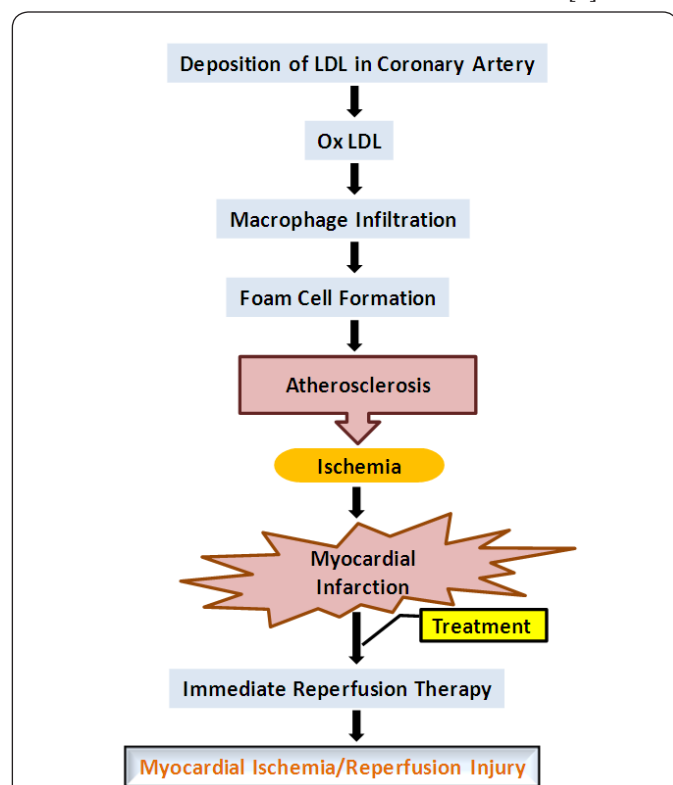 Deposition of LDL in Coronary Artery
Ox LDL
Macrophage Infiltration
Foam Cell Formation
Atherosclerosis
Ischemia
Myocardial
Infarction
Treatment
Immediate Reperfusion Therapy
Myocardial Ischemia/Reperfusion Injury